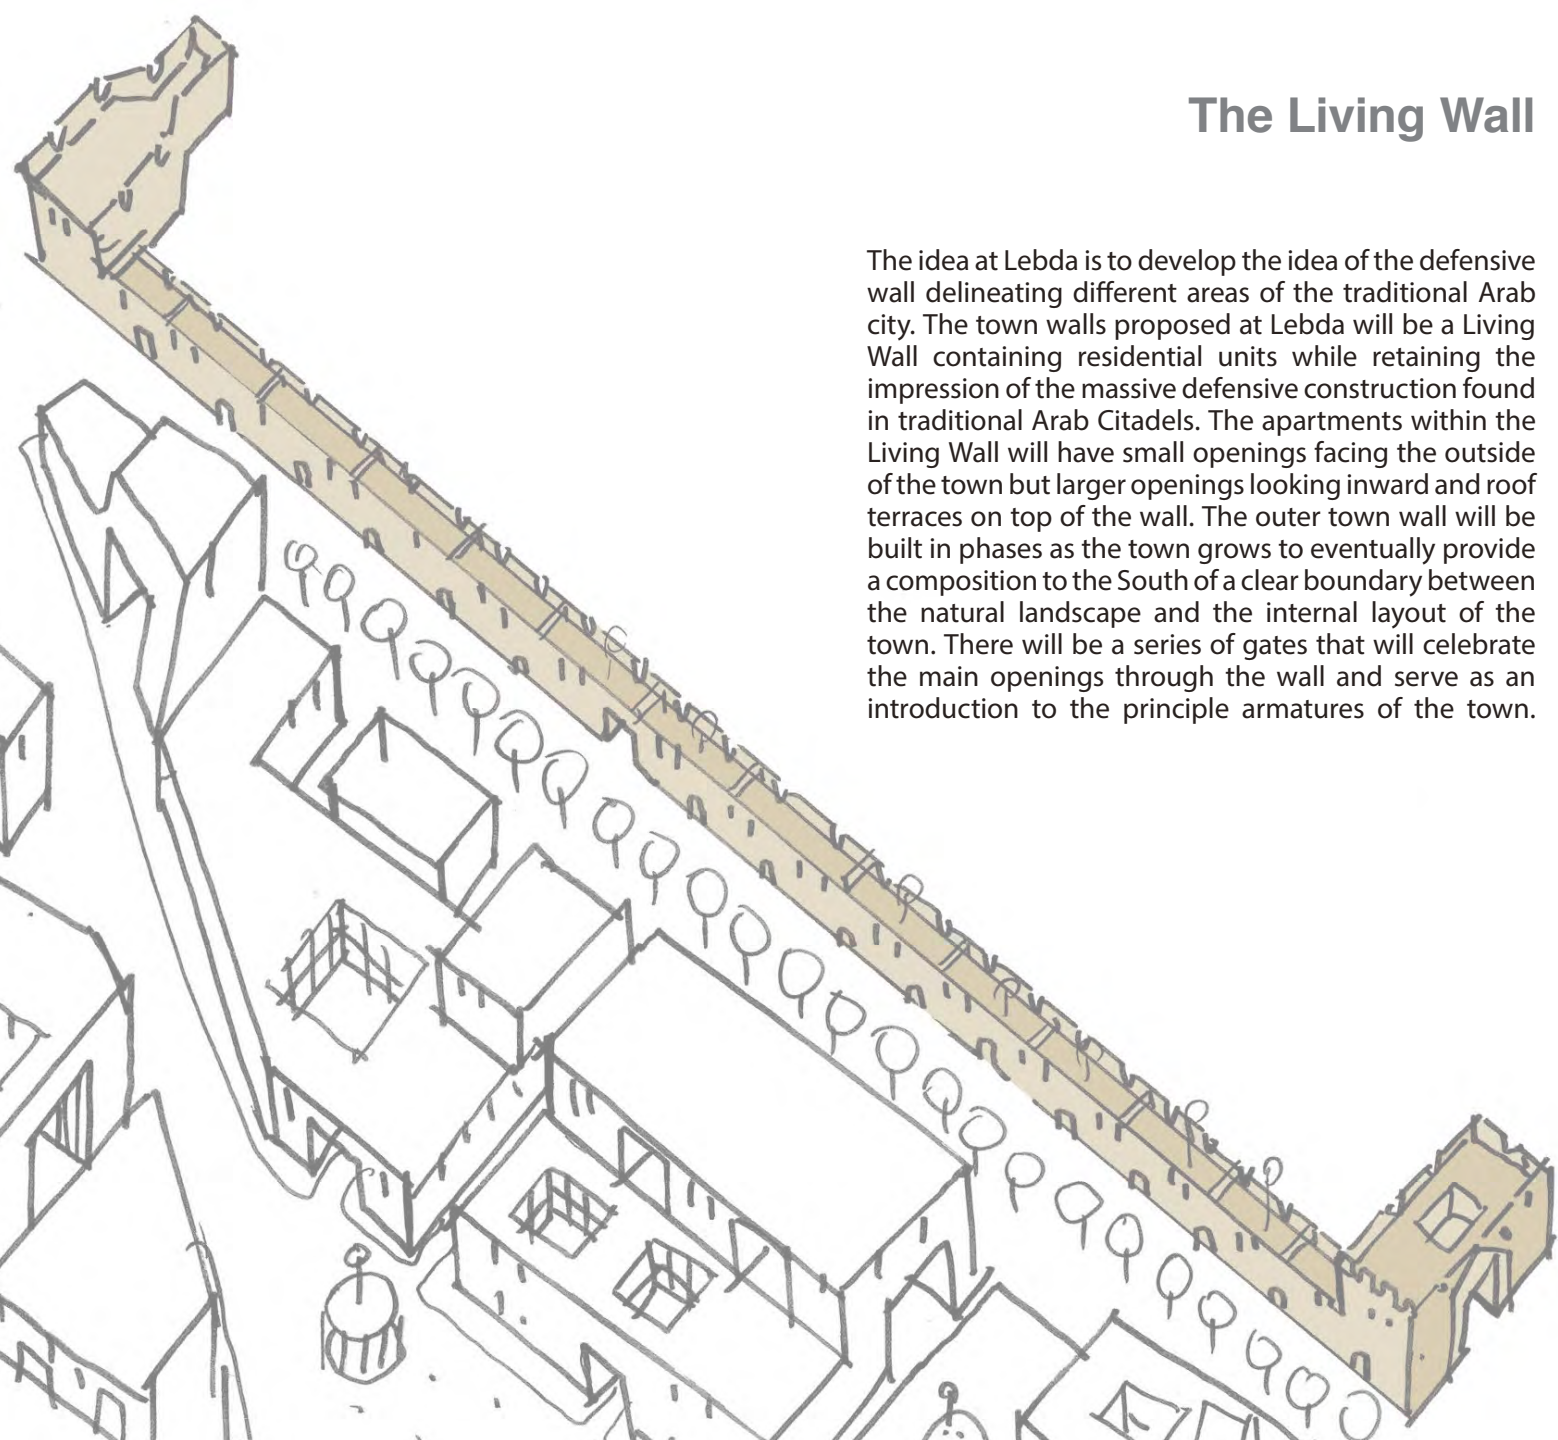 The Living Wall
The idea at Lebda is to develop the idea of the defensive
wall delineating different areas of the traditional Arab
city. The town walls proposed at Lebda will be a Living
Wall containing residential units while retaining the
impression of the massive defensive construction found
in traditional Arab Citadels. The apartments within the
Living Wall will have small openings facing the outside
of the town but larger openings looking inward and roof
terraces on top of the wall. The outer town wall will be
built in phases as the town grows to eventually provide
a composition to the South of a clear boundary between
the natural landscape and the internal layout of the
town. There will be a series of gates that will celebrate
the main openings through the wall and serve as an
introduction to the principle armatures of the town.